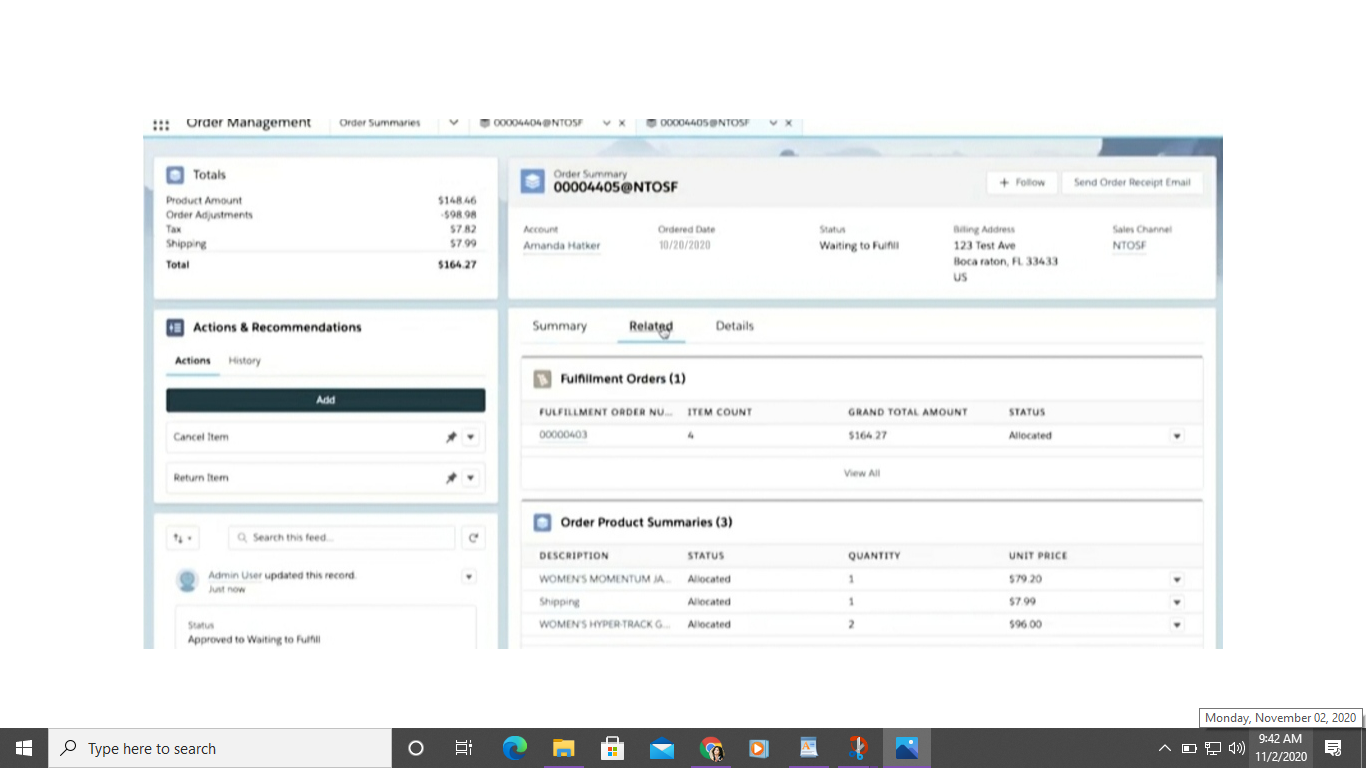 Order Management Order Summaries 00004404@NTOSF 00004405@NTOSF
Totals
Product Amount $148.46
Order Adjustments -$98.98
Tax $7.82
Shipping $7.99
Total $164.27
Order Summary
00004405@NTOSF
Follow Send Order Receipt Email
Account Ordered Date Status Billing Address Sales Channel
Amanda Hatker 10/20/2020 Waiting to Fulfill 123 Test Ave NTOSF
Boca raton, FL 33433
US
Actions & Recommendations
Actions History
Add
Cancel Item
Return Item
Search this feed...
Admin User updated this record.
Just now
Status
Approved to Waiting to Fulfill
Summary Related Details
Fulfillment Orders (1)
FULFILLMENT ORDER NU... ITEM COUNT GRAND TOTAL AMOUNT STATUS
00000403 4 $164.27 Allocated
View All
Order Product Summaries (3)
DESCRIPTION STATUS QUANTITY UNIT PRICE
WOMEN'S MOMENTUM JA... Allocated 1 $79.20
Shipping Allocated 1 $7.99
WOMEN'S HYPER-TRACK G... Allocated 2 $96.00
Monday, November 02, 2020
Type here to search
9:42 AM
11/2/2020